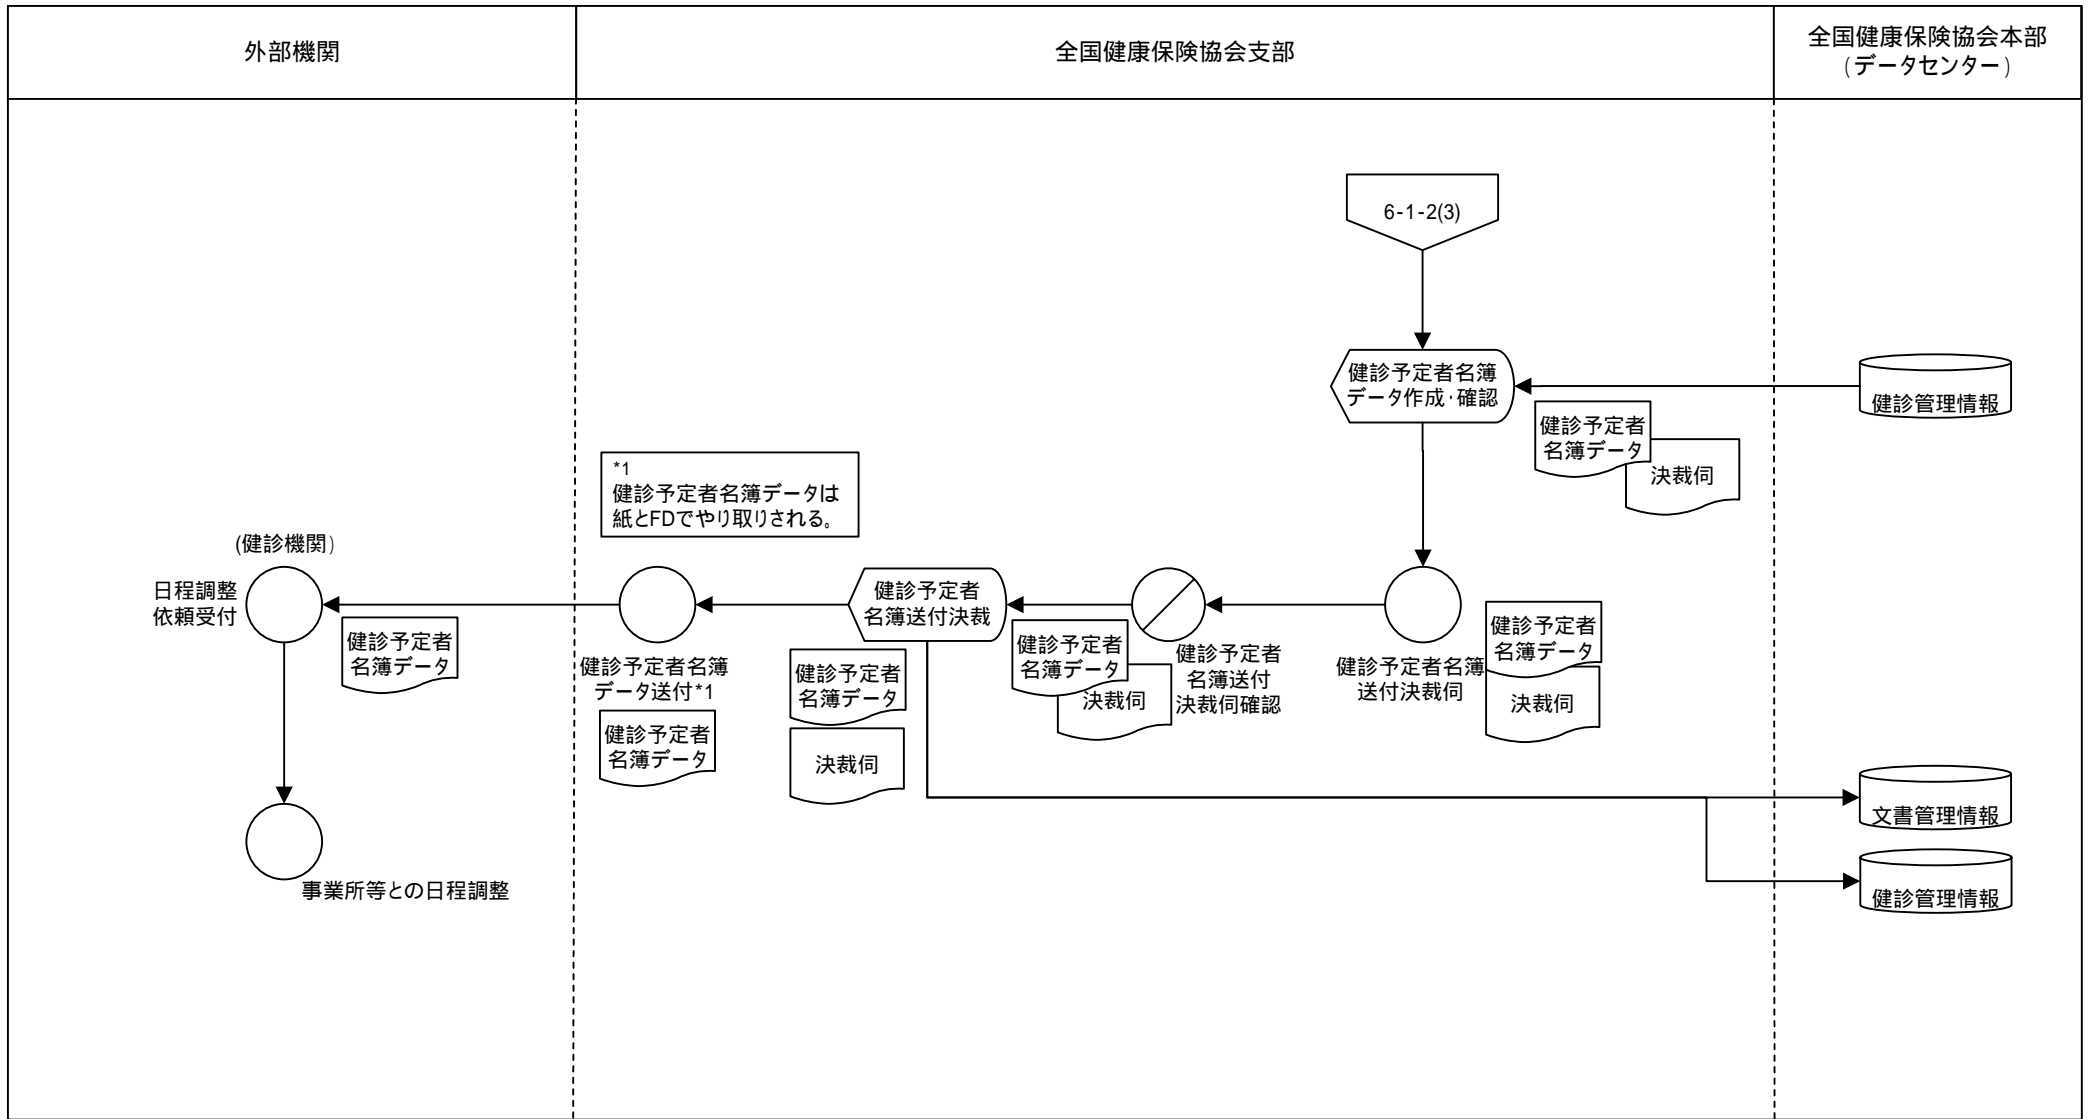 外部機関
全国健康保険協会支部
全国健康保険協会本部
(データセンター)
6-1-2(3)
健診予定者名簿
データ作成・確認
健診管理情報
健診予定者
名簿データ
決裁伺
*1
健診予定者名簿データは
紙とFDでやり取りされる。
(健診機関)
日程調整
依頼受付
健診予定者
名簿データ
健診予定者名簿
データ送付*1
健診予定者
名簿データ
健診予定者
名簿送付決裁
健診予定者
名簿データ
決裁伺
健診予定者
名簿データ
決裁伺
健診予定者
名簿送付
決裁伺確認
健診予定者名簿
送付決裁伺
健診予定者
名簿データ
決裁伺
文書管理情報
健診管理情報
事業所等との日程調整